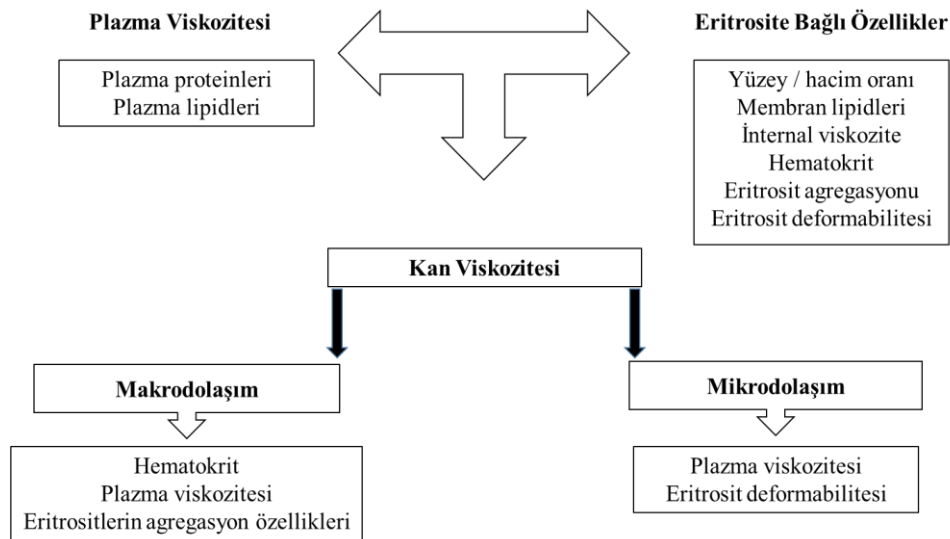 Plazma Viskozitesi
Plazma proteinleri
Plazma lipidleri
Eritrosite Bağlı Özellikler
Yüzey / hacim oranı
Membran lipidleri
İnternal viskozite
Hematokrit
Eritrosit agregasyonu
Eritrosit deformabilitesi
Kan Viskozitesi
Makrodolaşım
Hematokrit
Plazma viskozitesi
Eritrositlerin agregasyon özellikleri
Mikrodolaşım
Plazma viskozitesi
Eritrosit deformabilitesi